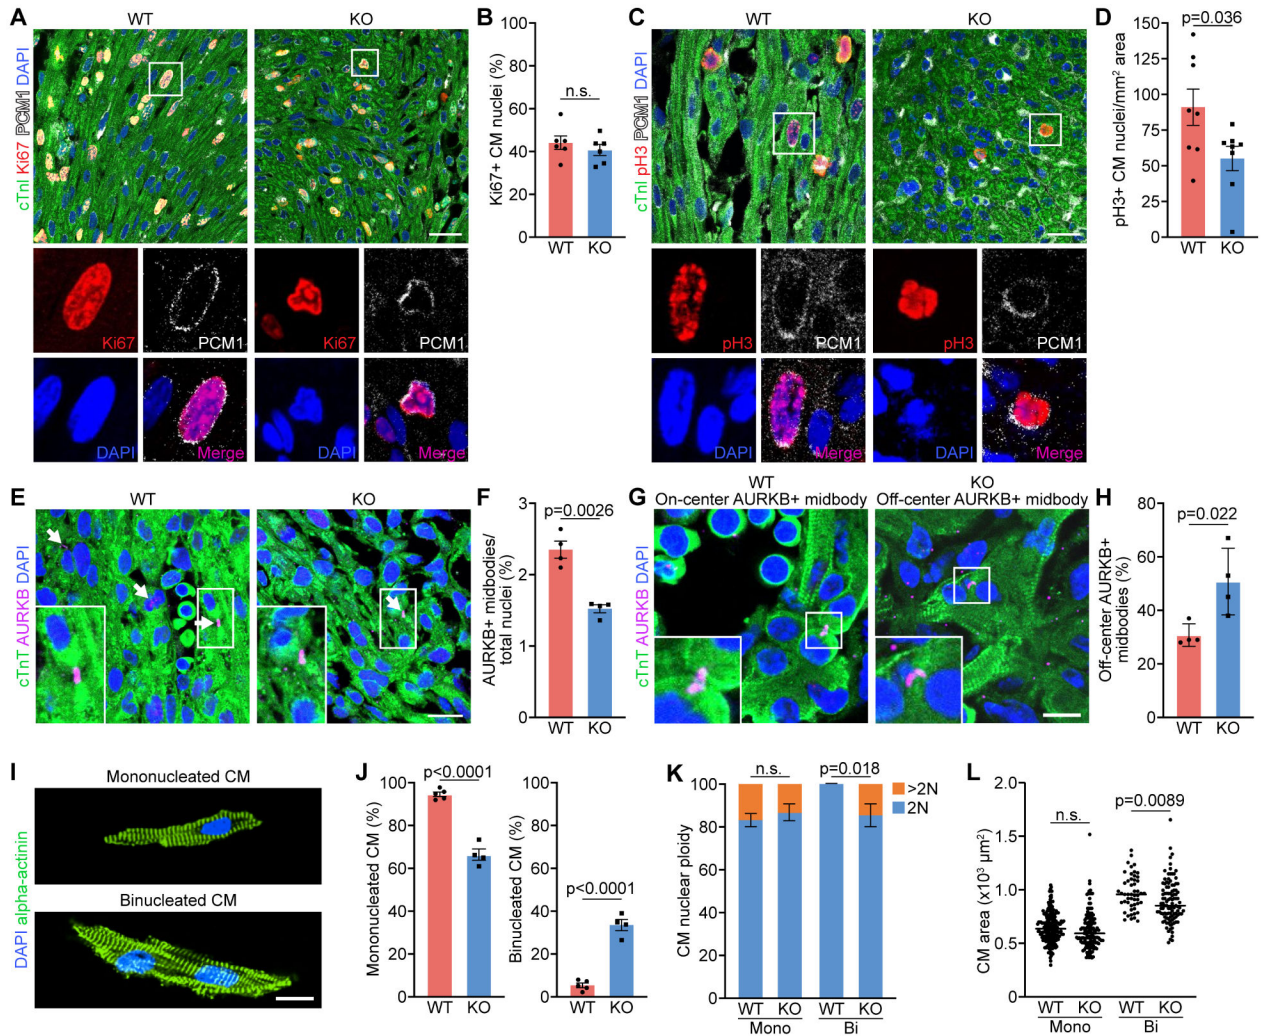 A
WT
KO
cTnI Ki67 PCM1 DAPI
Ki67
PCM1
Ki67
PCM1
DAPI
Merge
DAPI
Merge
B
Ki67+ CM nuclei (%)
100
80
60
40
20
0
n.s.
WT KO
C
WT
KO
cTnI pH3 PCM1 DAPI
pH3
PCM1
pH3
PCM1
DAPI
Merge
DAPI
Merge
D
p=0.036
pH3+ CM nuclei/mm² area
150
125
100
75
50
25
0
WT KO
E
WT
KO
cTnT AURKB DAPI
F
p=0.0026
AURKB+ midbodies/
total nuclei (%)
3
2
1
0
WT KO
G
WT
On-center AURKB+ midbody
KO
Off-center AURKB+ midbody
cTnT AURKB DAPI
H
p=0.022
Off-center AURKB+
midbodies (%)
80
60
40
20
0
WT KO
I
Mononucleated CM
Binucleated CM
DAPI alpha-actinin
J
p<0.0001
Mononucleated CM (%)
100
80
60
40
20
0
WT KO
p<0.0001
Binucleated CM (%)
100
80
60
40
20
0
WT KO
K
n.s.
p=0.018
>2N
2N
CM nuclear ploidy
100
80
60
40
20
0
WT KO WT KO
Mono Bi
L
n.s.
p=0.0089
CM area (x10³ µm²)
2.0
1.5
1.0
0.5
0
WT KO WT KO
Mono Bi